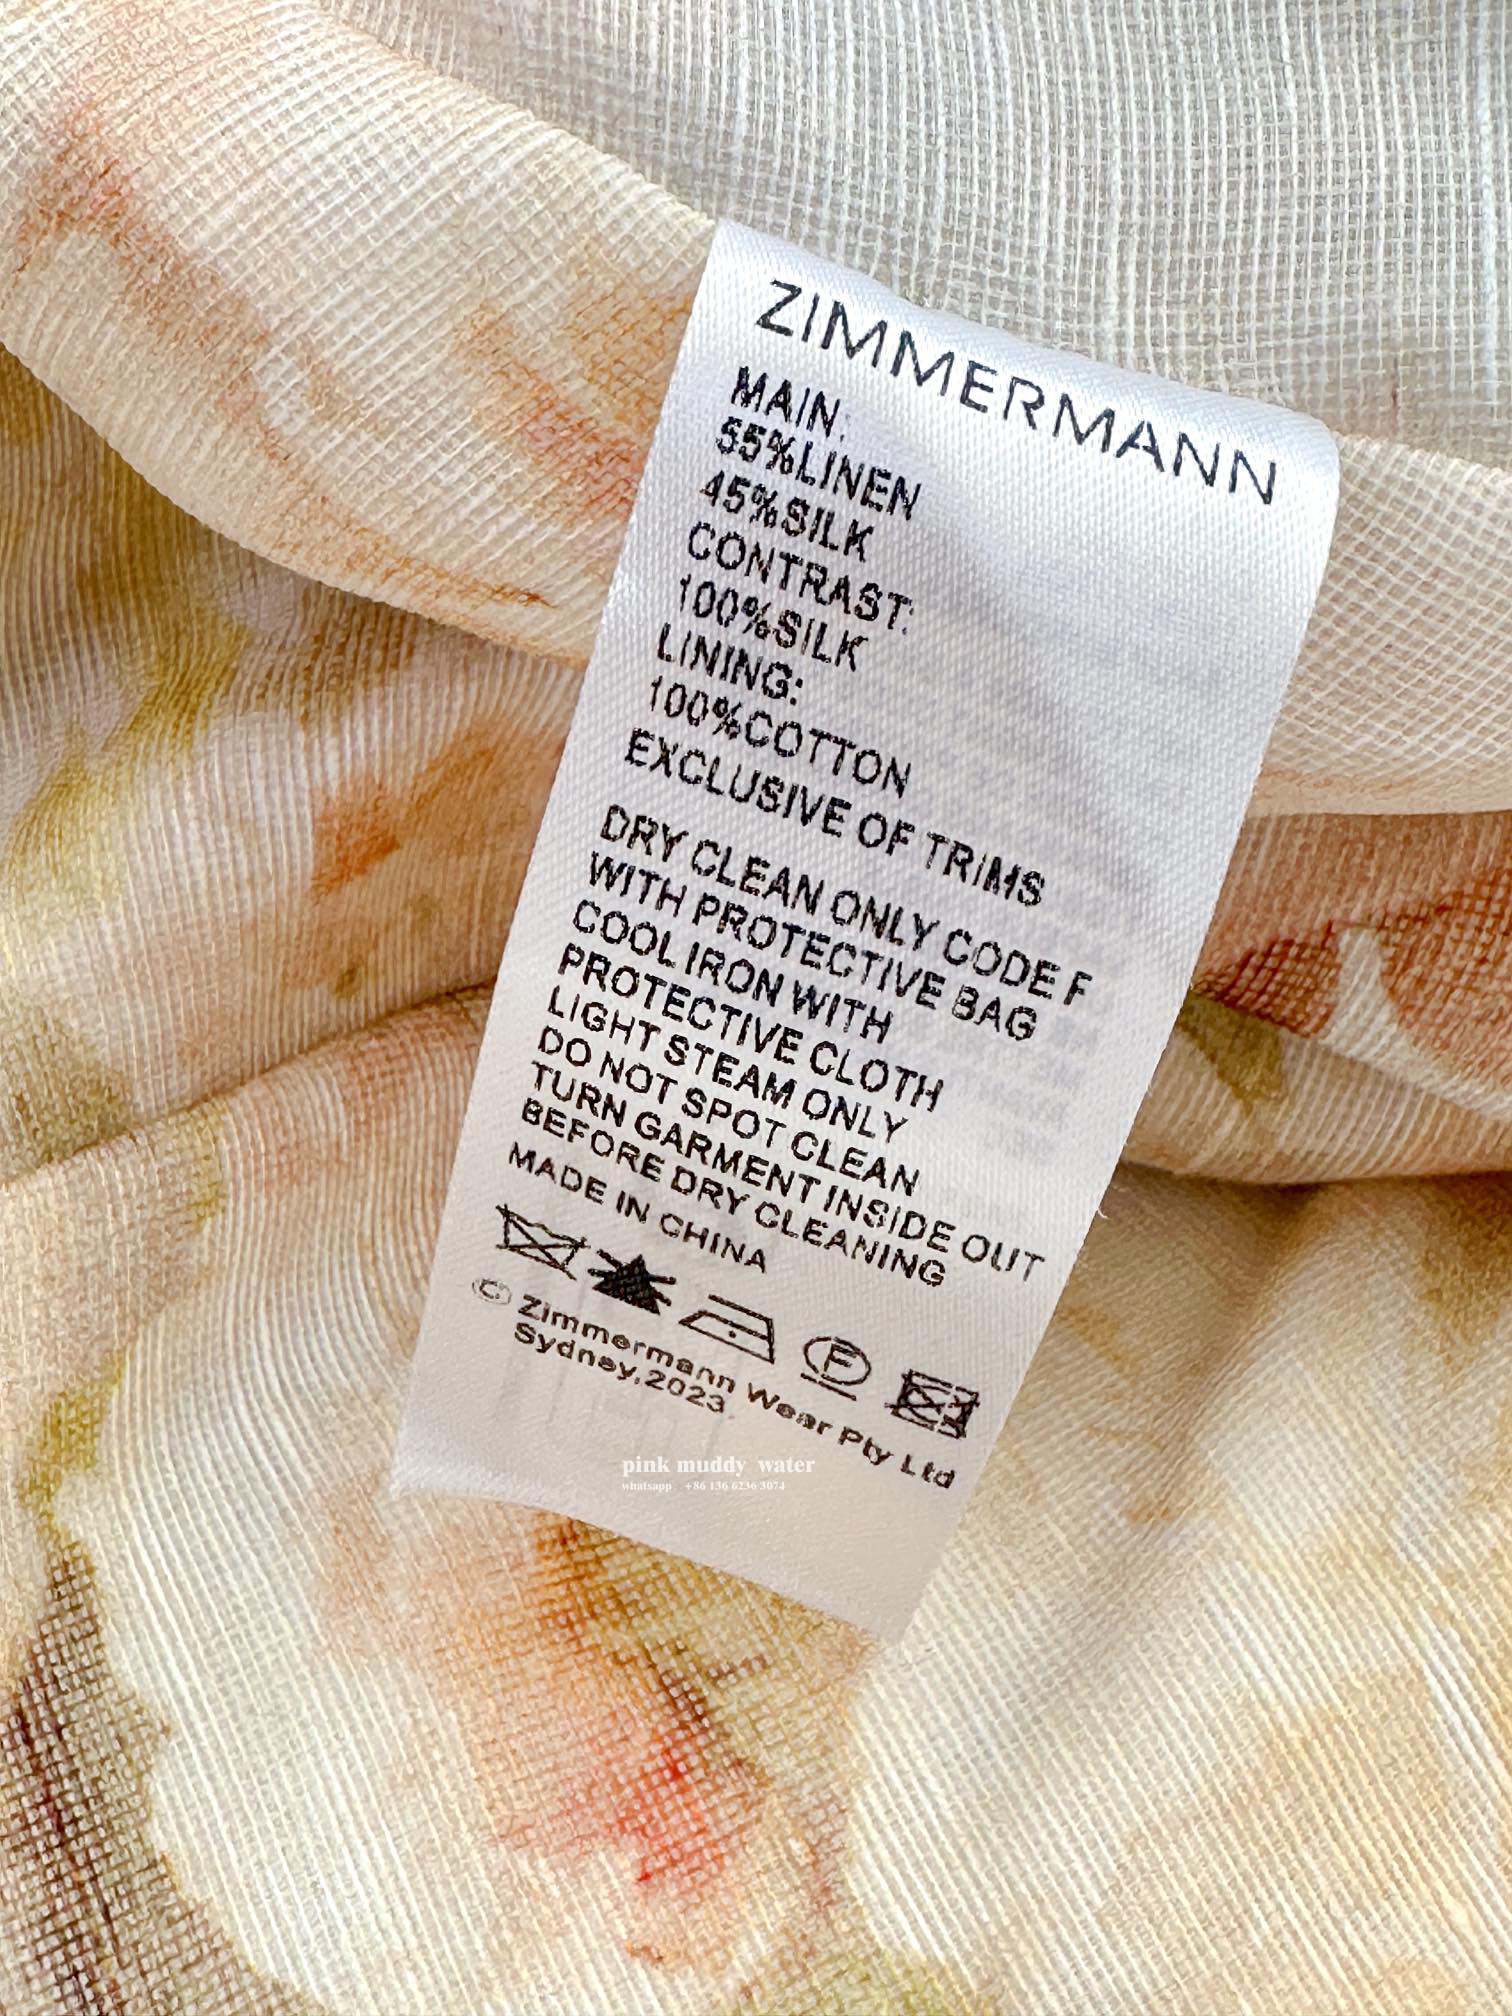 ZIMMERMANN
MAIN:
55%LINEN
45%SILK
CONTRAST:
100%SILK
LINING:
100%COTTON
EXCLUSIVE OF TRIMS
DRY CLEAN ONLY CODE F
WITH PROTECTIVE BAG
COOL IRON WITH
PROTECTIVE CLOTH
LIGHT STEAM ONLY
DO NOT SPOT CLEAN
TURN GARMENT INSIDE OUT
BEFORE DRY CLEANING
MADE IN CHINA
F
© Zimmermann Wear Pty Ltd
Sydney,2023
pink muddy water
whatsapp +86 136 6236 3074